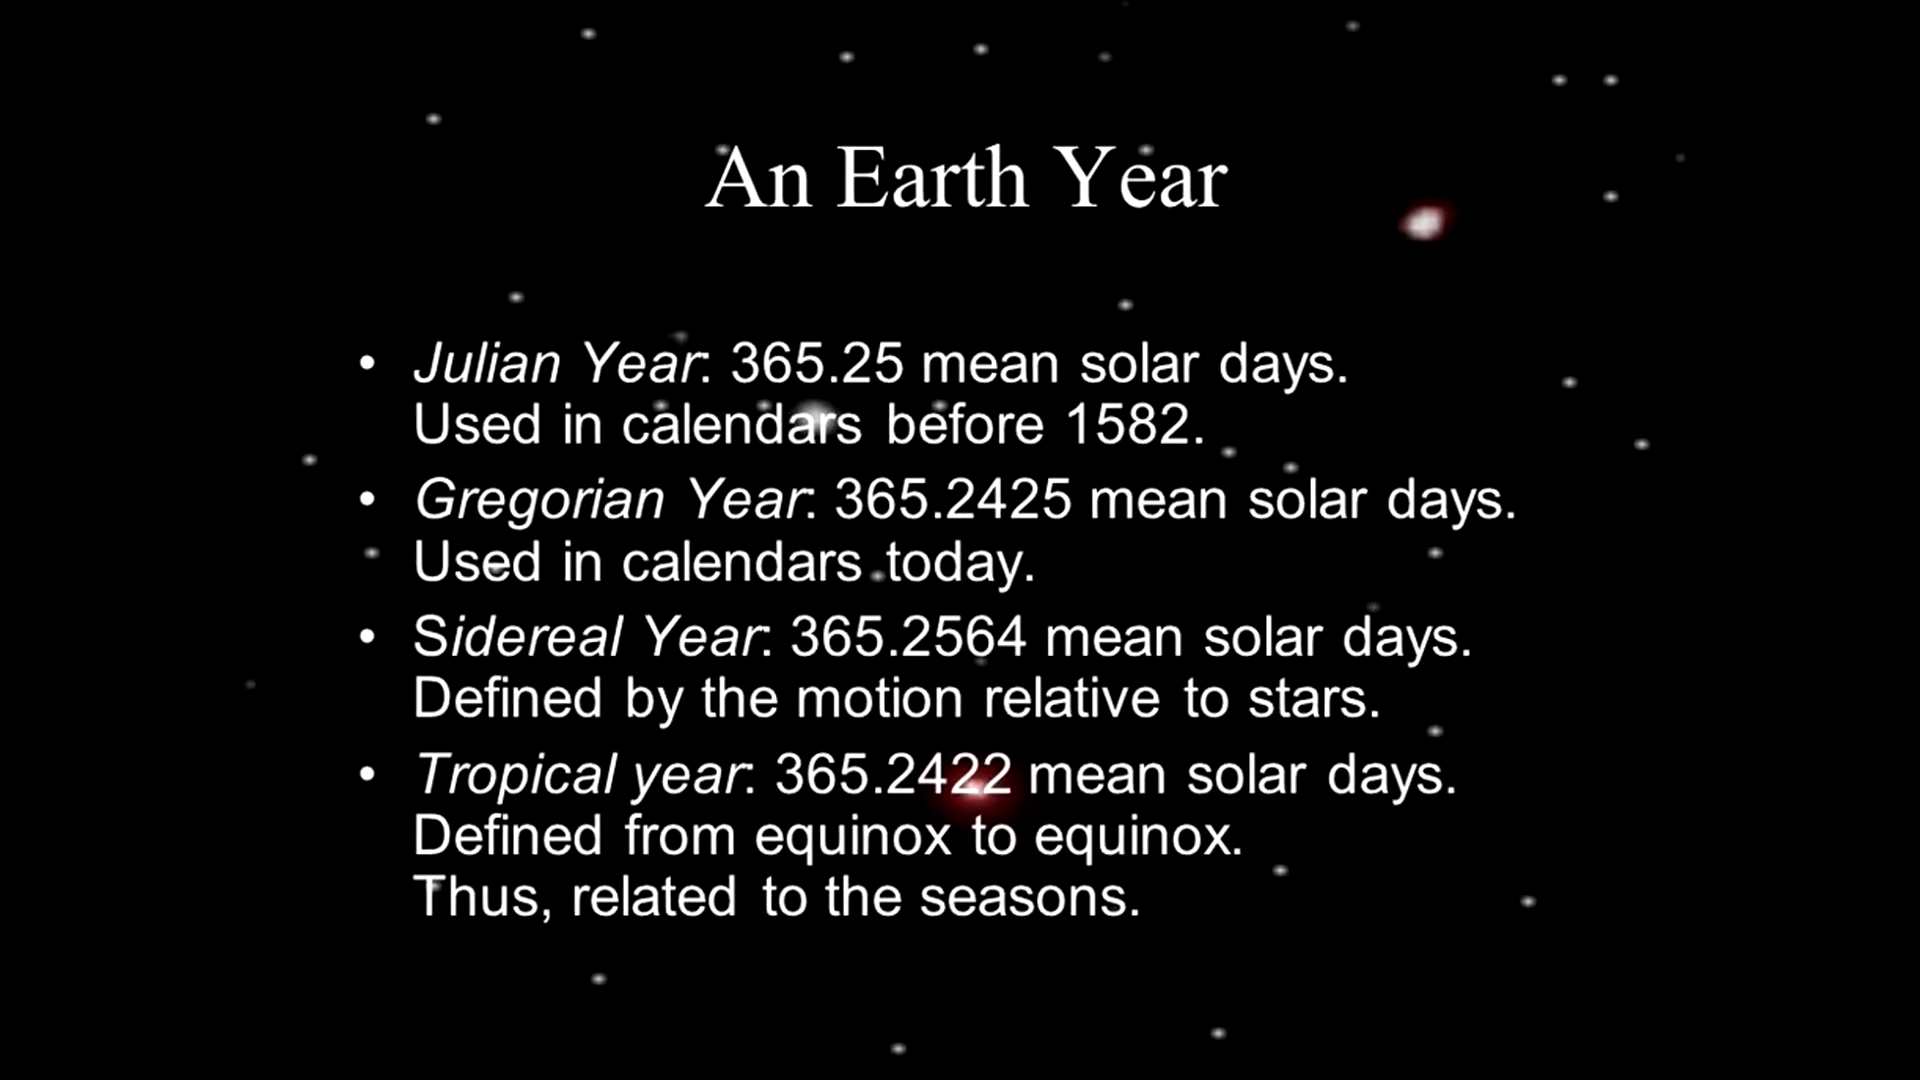 An Earth Year
• Julian Year: 365.25 mean solar days.
Used in calendars before 1582.
• Gregorian Year: 365.2425 mean solar days.
Used in calendars today.
• Sidereal Year: 365.2564 mean solar days.
Defined by the motion relative to stars.
• Tropical year: 365.2422 mean solar days.
Defined from equinox to equinox.
Thus, related to the seasons.